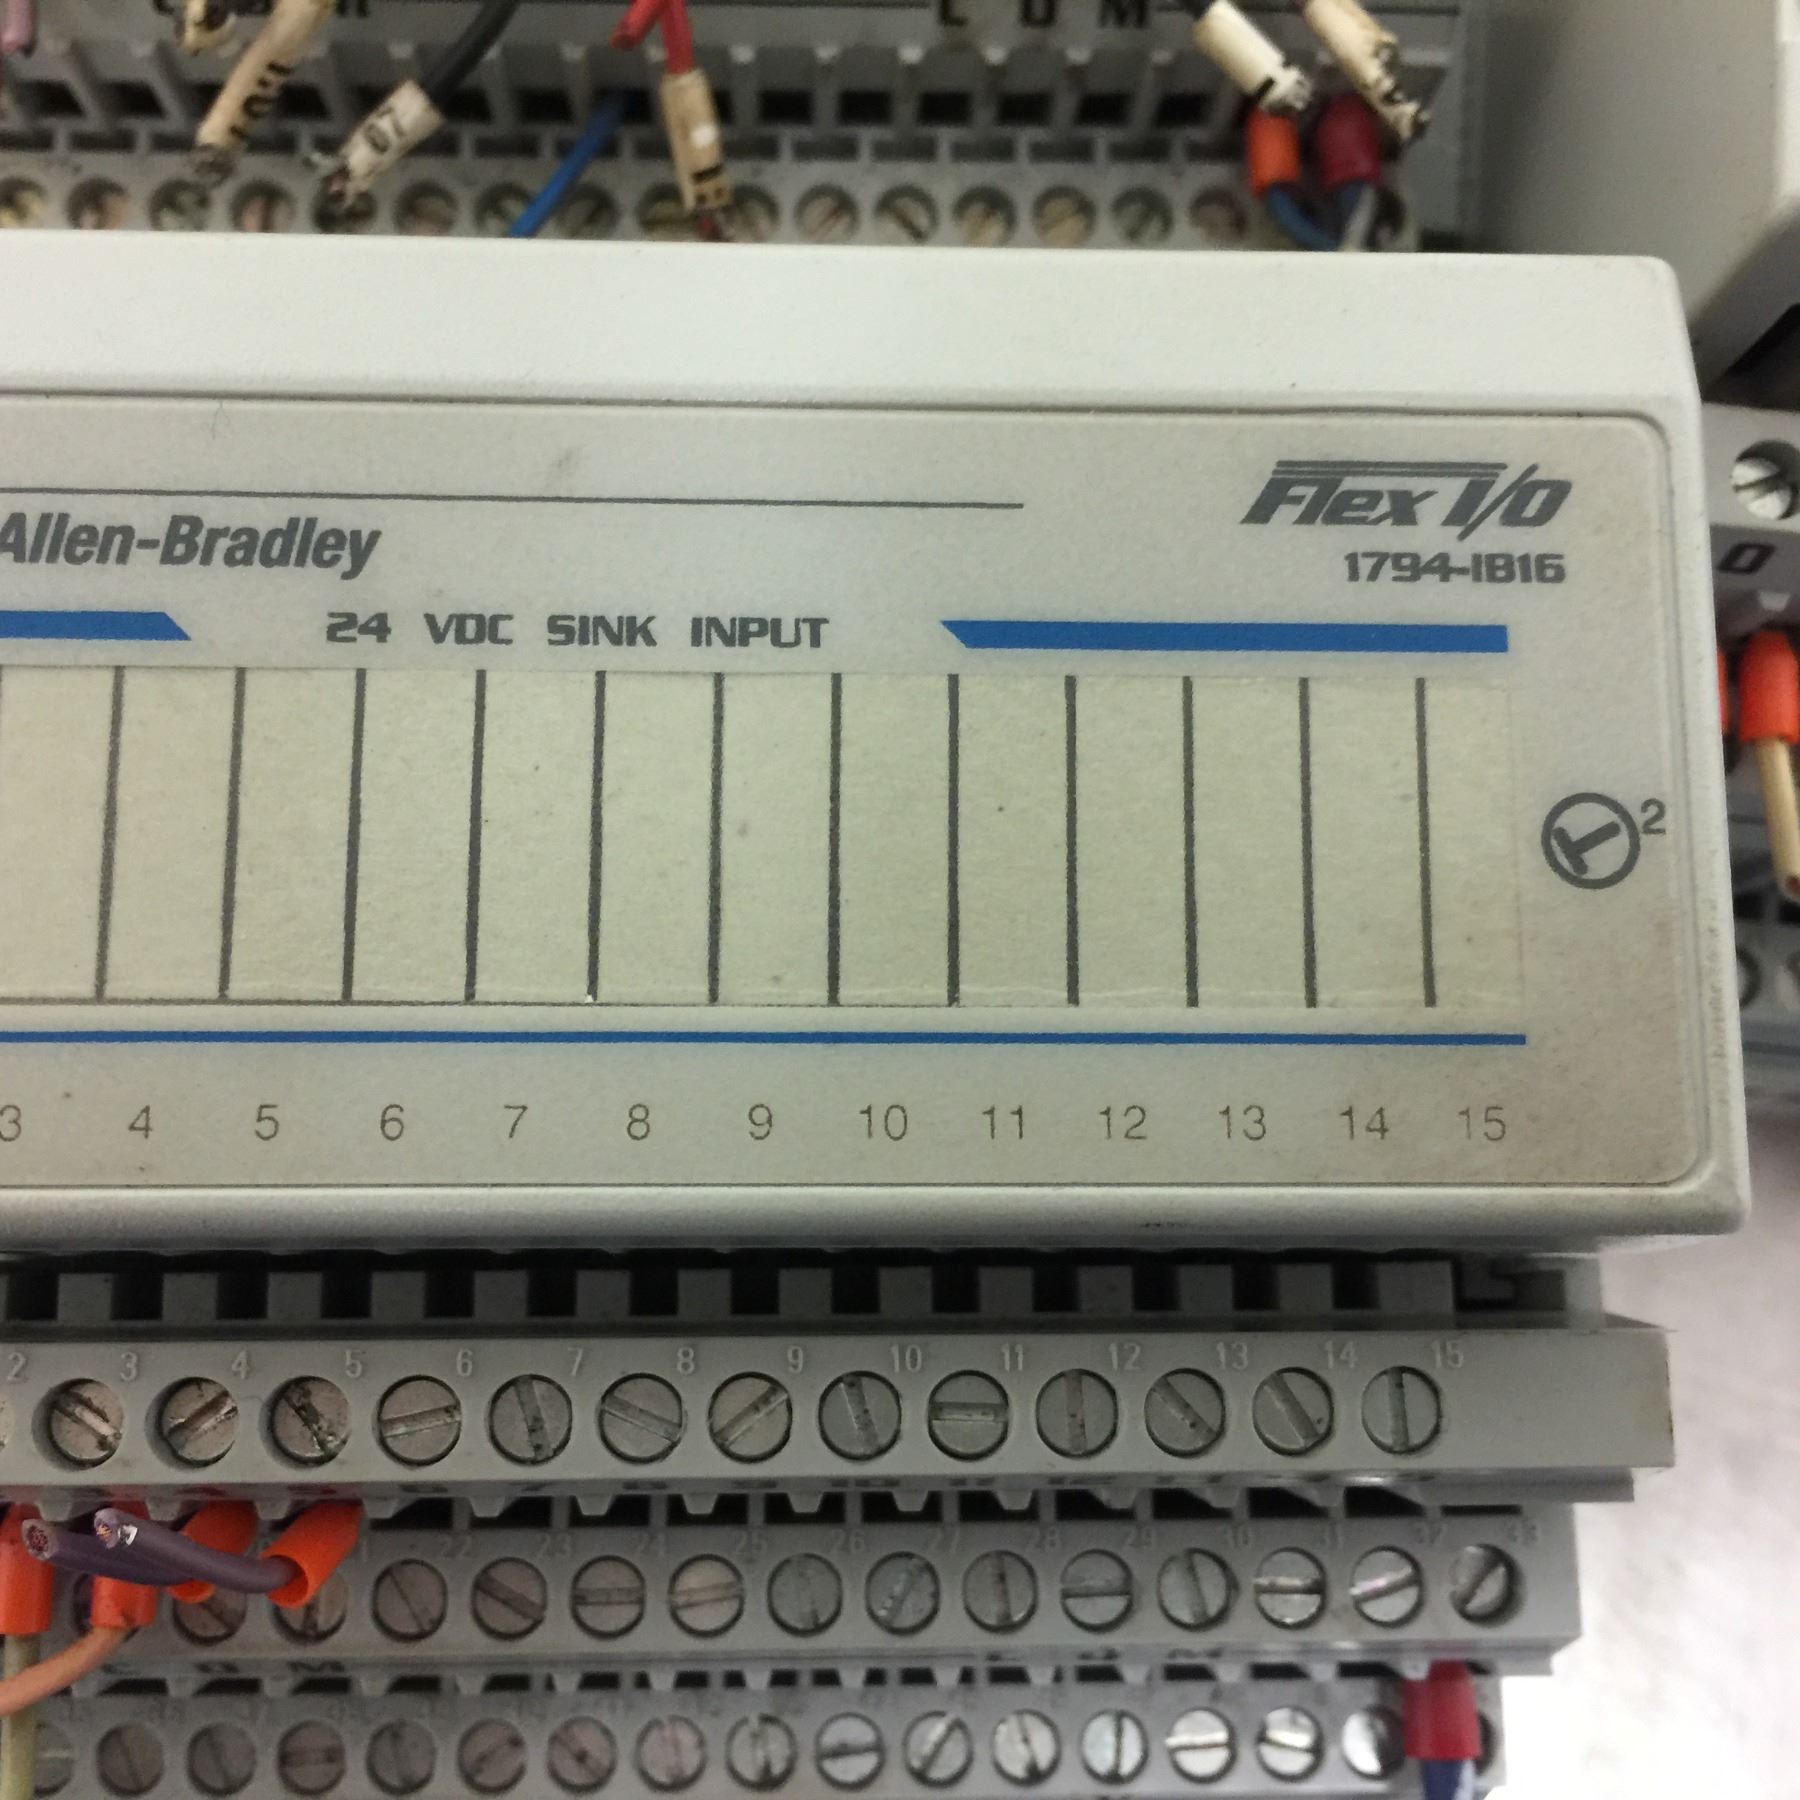 C O M
107
Allen-Bradley
Flex I/O
1794-IB16
24 VDC SINK INPUT
2
3 4 5 6 7 8 9 10 11 12 13 14 15
2 3 4 5 6 7 8 9 10 11 12 13 14 15
22 23 24 25 26 27 28 29 30 31 32 33
C O M
C O M